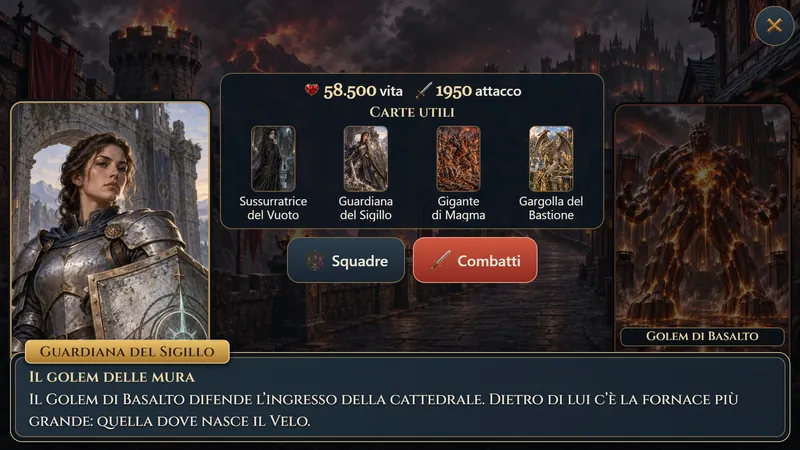 58.500 vita 1950 attacco
Carte utili
Sussurratrice
del Vuoto
Guardiana
del Sigillo
Gigante
di Magma
Gargolla del
Bastione
Squadre
Combatti
Golem di Basalto
Guardiana del Sigillo
Il golem delle mura
Il Golem di Basalto difende l'ingresso della cattedrale. Dietro di lui c'è la fornace più
grande: quella dove nasce il Velo.